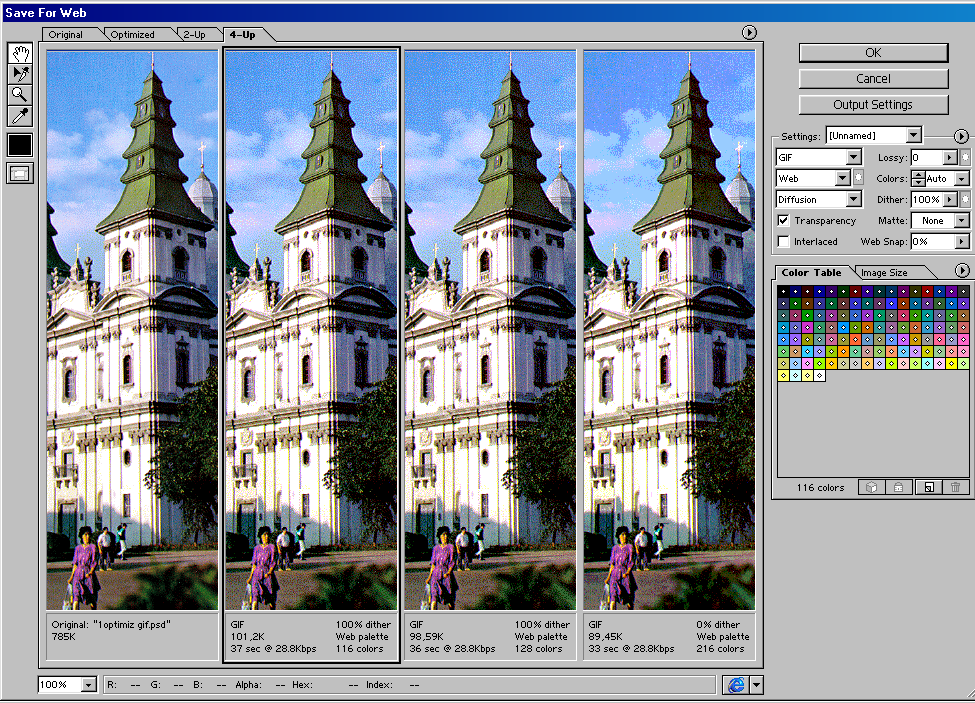 Save For Web
Original Optimized 2-Up 4-Up
OK
Cancel
Output Settings
Settings: [Unnamed]
GIF Lossy: 0
Web Colors: Auto
Diffusion Dither: 100%
Transparency Matte: None
Interlaced Web Snap: 0%
Color Table Image Size
116 colors
Original: "1optimiz gif.psd"
785K
GIF 100% dither
101,2K Web palette
37 sec @ 28.8Kbps 116 colors
GIF 100% dither
98,59K Web palette
36 sec @ 28.8Kbps 128 colors
GIF 0% dither
89,45K Web palette
33 sec @ 28.8Kbps 216 colors
100% R: -- G: -- B: -- Alpha: -- Hex: -- Index: --